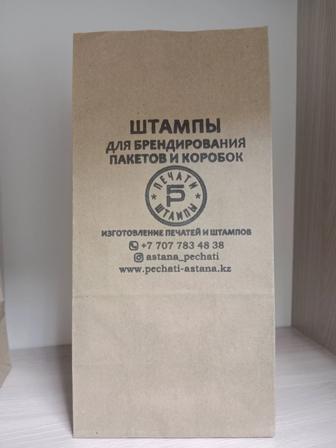 ШТАМПЫ
ДЛЯ БРЕНДИРОВАНИЯ
ПАКЕТОВ И КОРОБОК
ПЕЧАТИ
ШТАМПЫ
ИЗГОТОВЛЕНИЕ ПЕЧАТЕЙ И ШТАМПОВ
+7 707 783 48 38
astana_pechati
www.pechati-astana.kz